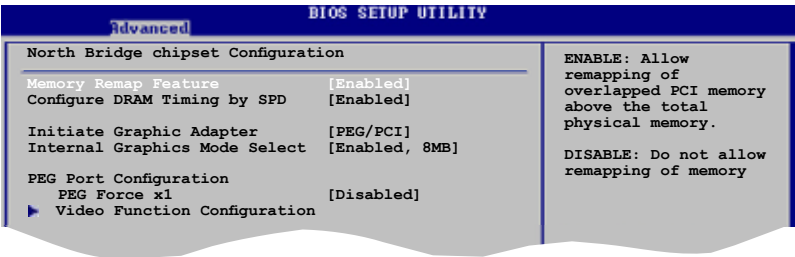 BIOS SETUP UTILITY
Advanced
North Bridge chipset Configuration
Memory Remap Feature [Enabled]
Configure DRAM Timing by SPD [Enabled]
Initiate Graphic Adapter [PEG/PCI]
Internal Graphics Mode Select [Enabled, 8MB]
PEG Port Configuration
PEG Force x1 [Disabled]
Video Function Configuration
ENABLE: Allow
remapping of
overlapped PCI memory
above the total
physical memory.
DISABLE: Do not allow
remapping of memory